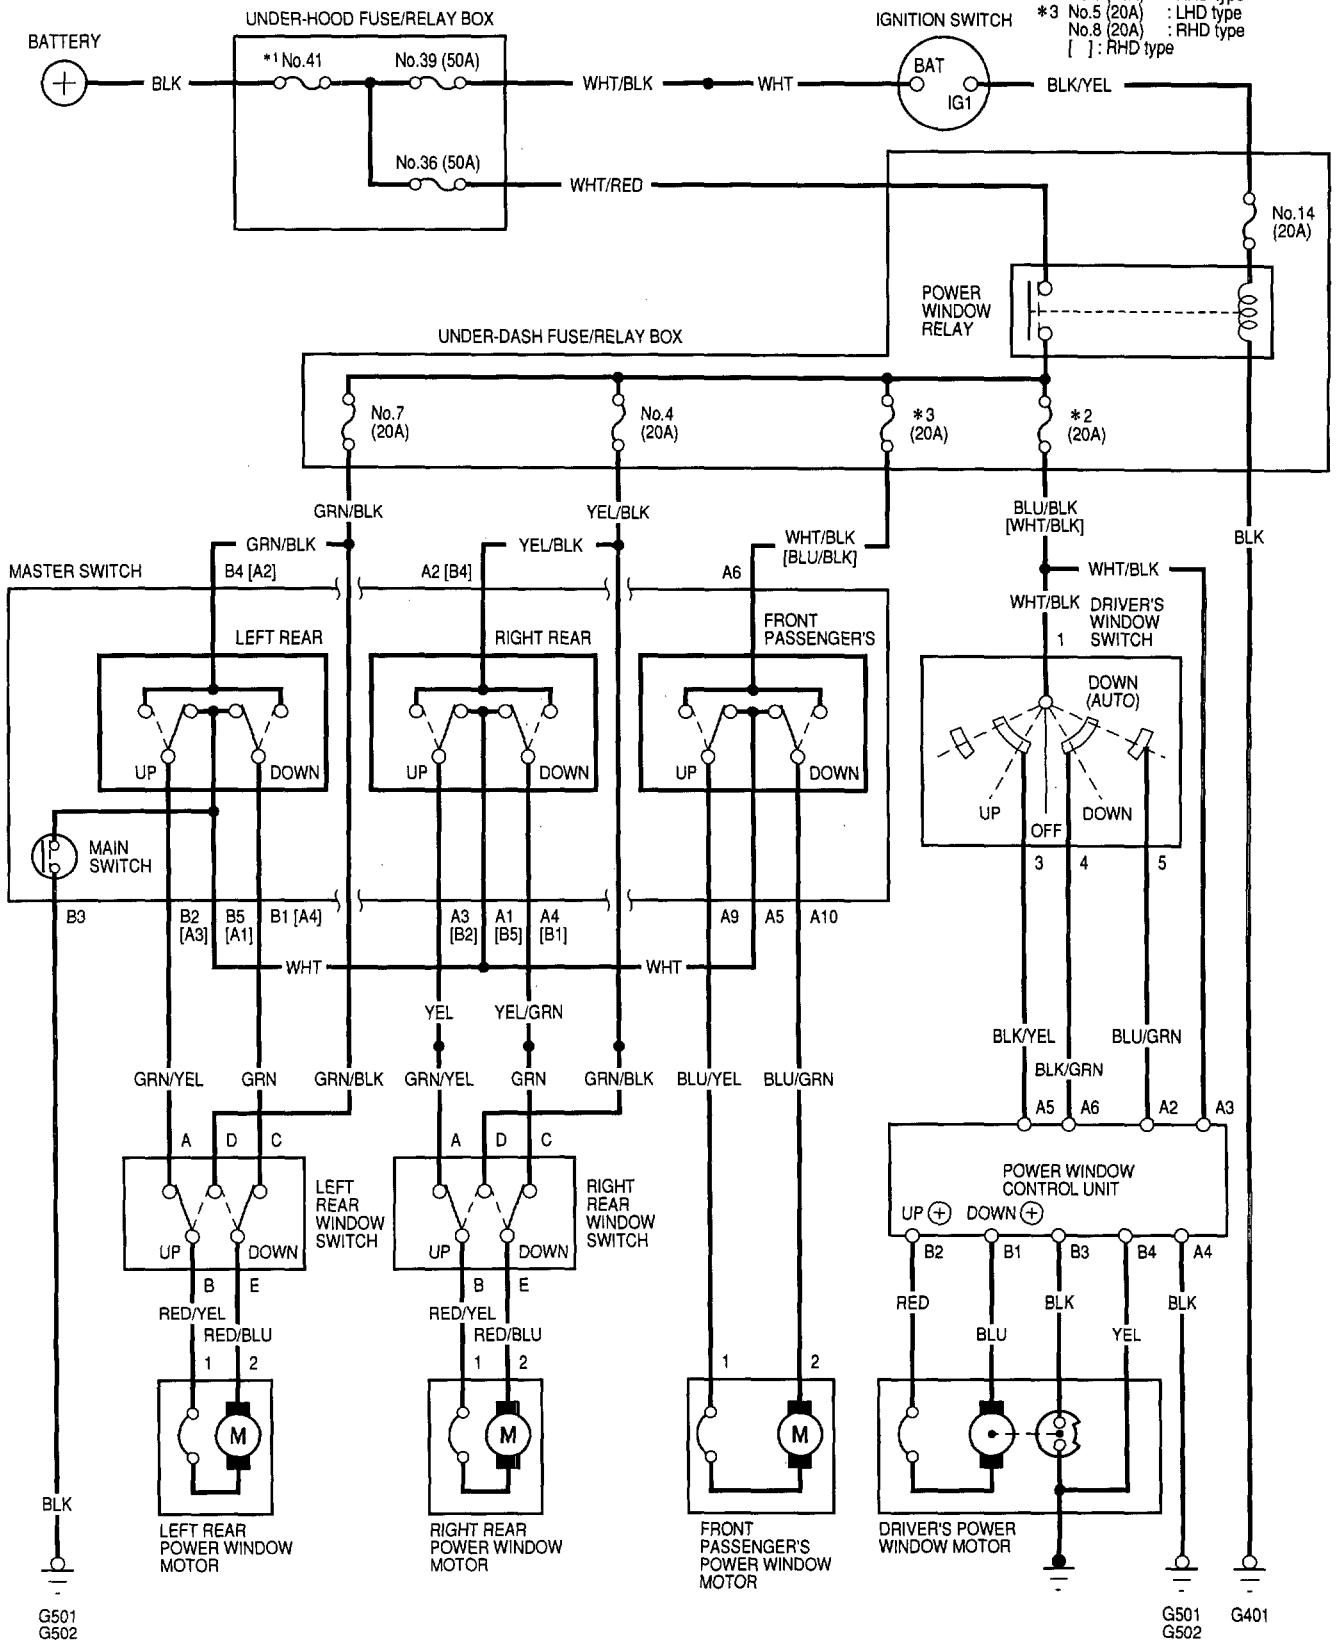 UNDER-HOOD FUSE/RELAY BOX
IGNITION SWITCH
*3 No.5 (20A) : LHD type
No.8 (20A) : RHD type
[ ] : RHD type
BATTERY
+
BLK
*1 No.41
No.39 (50A)
WHT/BLK
WHT
BAT
IG1
BLK/YEL
No.36 (50A)
WHT/RED
No.14
(20A)
POWER
WINDOW
RELAY
UNDER-DASH FUSE/RELAY BOX
No.7
(20A)
No.4
(20A)
*3
(20A)
*2
(20A)
GRN/BLK
YEL/BLK
BLU/BLK
[WHT/BLK]
BLK
GRN/BLK
YEL/BLK
WHT/BLK
[BLU/BLK]
WHT/BLK
MASTER SWITCH
B4 [A2]
A2 [B4]
A6
WHT/BLK
DRIVER'S
WINDOW
SWITCH
1
LEFT REAR
RIGHT REAR
FRONT
PASSENGER'S
DOWN
(AUTO)
UP
DOWN
UP
DOWN
UP
DOWN
UP
OFF
DOWN
MAIN
SWITCH
3
4
5
B3
B2
[A3]
B5
[A1]
B1 [A4]
A3
[B2]
A1
[B5]
A4
[B1]
A9
A5
A10
WHT
WHT
YEL
YEL/GRN
BLK/YEL
BLU/GRN
BLK/GRN
GRN/YEL
GRN
GRN/BLK
GRN/YEL
GRN
GRN/BLK
BLU/YEL
BLU/GRN
A5
A6
A2
A3
A
D
C
A
D
C
LEFT
REAR
WINDOW
SWITCH
RIGHT
REAR
WINDOW
SWITCH
POWER WINDOW
CONTROL UNIT
UP +
DOWN +
UP
DOWN
UP
DOWN
B2
B1
B3
B4
A4
B
E
B
E
RED/YEL
RED/BLU
RED/YEL
RED/BLU
RED
BLU
BLK
YEL
BLK
1
2
1
2
1
2
M
M
M
BLK
LEFT REAR
POWER WINDOW
MOTOR
RIGHT REAR
POWER WINDOW
MOTOR
FRONT
PASSENGER'S
POWER WINDOW
MOTOR
DRIVER'S POWER
WINDOW MOTOR
G501
G502
G501
G502
G401